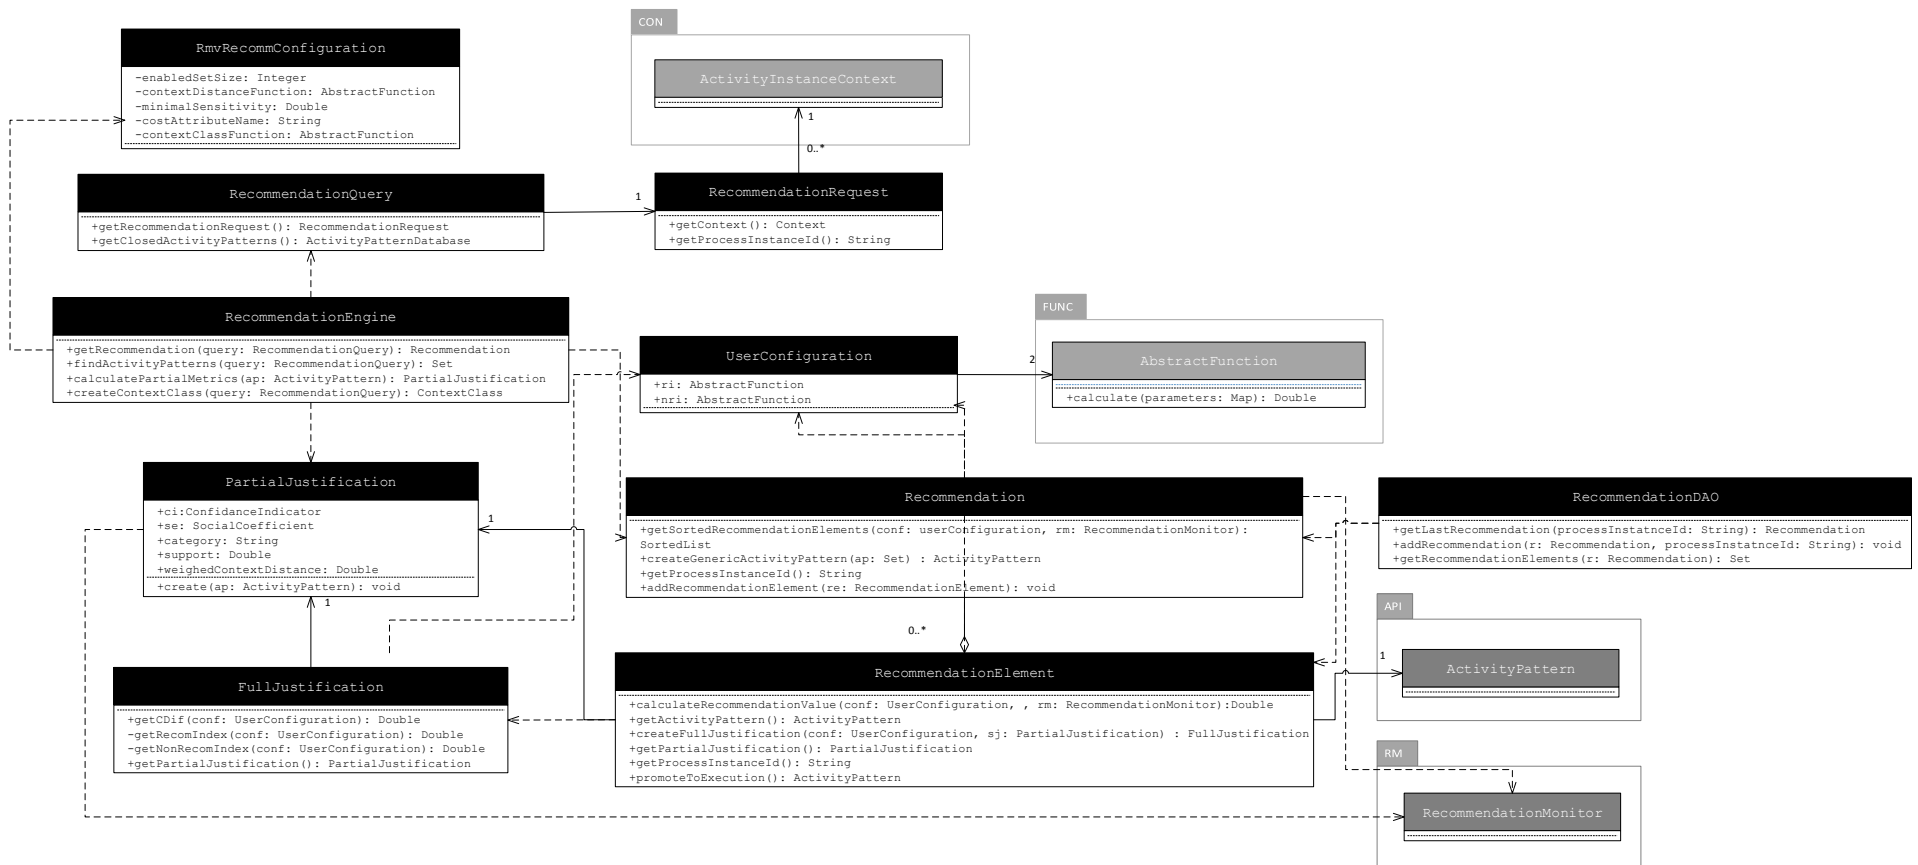 CON
RmvRecommConfiguration
-enabledSetSize: Integer
-contextDistanceFunction: AbstractFunction
-minimalSensitivity: Double
-costAttributeName: String
-contextClassFunction: AbstractFunction
ActivityInstanceContext
1
0..*
RecommendationQuery
+getRecommendationRequest(): RecommendationRequest
+getClosedActivityPatterns(): ActivityPatternDatabase
1
RecommendationRequest
+getContext(): Context
+getProcessInstanceId(): String
RecommendationEngine
+getRecommendation(query: RecommendationQuery): Recommendation
+findActivityPatterns(query: RecommendationQuery): Set
+calculatePartialMetrics(ap: ActivityPattern): PartialJustification
+createContextClass(query: RecommendationQuery): ContextClass
UserConfiguration
+ri: AbstractFunction
+nri: AbstractFunction
FUNC
2
AbstractFunction
+calculate(parameters: Map): Double
PartialJustification
+ci:ConfidanceIndicator
+se: SocialCoefficient
+category: String
+support: Double
+weighedContextDistance: Double
+create(ap: ActivityPattern): void
1
1
Recommendation
+getSortedRecommendationElements(conf: userConfiguration, rm: RecommendationMonitor):
SortedList
+createGenericActivityPattern(ap: Set) : ActivityPattern
+getProcessInstanceId(): String
+addRecommendationElement(re: RecommendationElement): void
0..*
RecommendationDAO
+getLastRecommendation(processInstatnceId: String): Recommendation
+addRecommendation(r: Recommendation, processInstatnceId: String): void
+getRecommendationElements(r: Recommendation): Set
API
1
ActivityPattern
FullJustification
+getCDif(conf: UserConfiguration): Double
-getRecomIndex(conf: UserConfiguration): Double
-getNonRecomIndex(conf: UserConfiguration): Double
+getPartialJustification(): PartialJustification
RecommendationElement
+calculateRecommendationValue(conf: UserConfiguration, , rm: RecommendationMonitor):Double
+getActivityPattern(): ActivityPattern
+createFullJustification(conf: UserConfiguration, sj: PartialJustification) : FullJustification
+getPartialJustification(): PartialJustification
+getProcessInstanceId(): String
+promoteToExecution(): ActivityPattern
RM
RecommendationMonitor